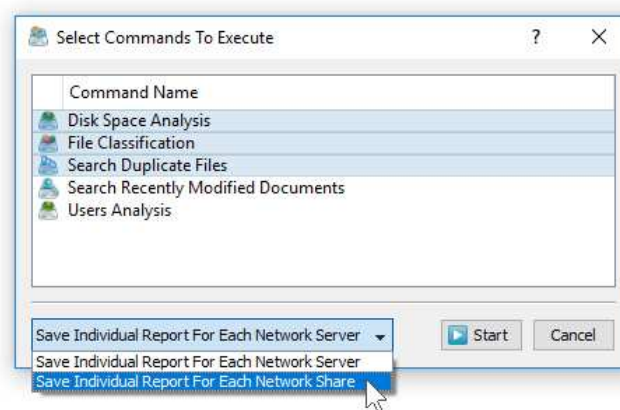 Select Commands To Execute ?
Command Name
Disk Space Analysis
File Classification
Search Duplicate Files
Search Recently Modified Documents
Users Analysis
Save Individual Report For Each Network Server Start Cancel
Save Individual Report For Each Network Server
Save Individual Report For Each Network Share